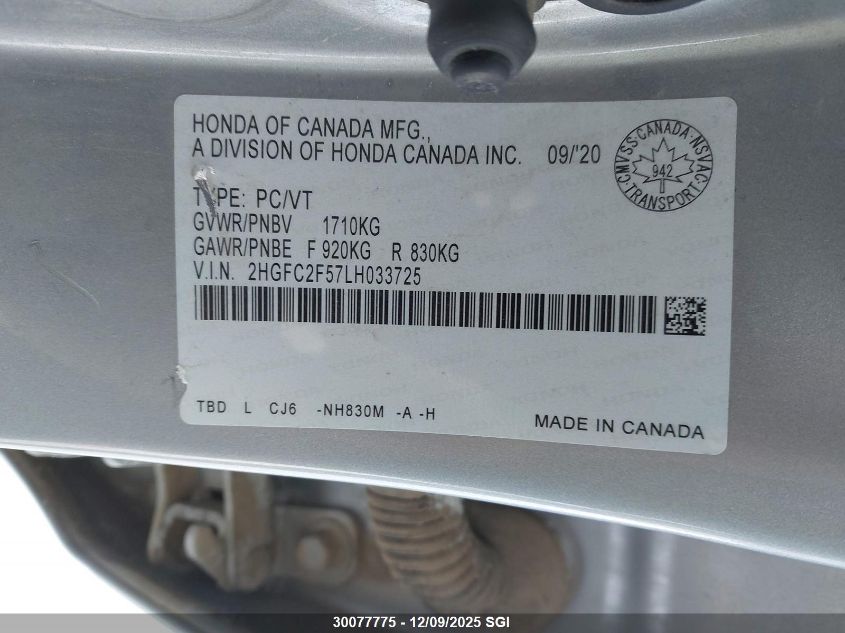 HONDA OF CANADA MFG.,
A DIVISION OF HONDA CANADA INC. 09/'20
CMVSS · CANADA · NSVAC
942
TRANSPORT
TYPE: PC/VT
GVWR/PNBV 1710KG
GAWR/PNBE F 920KG R 830KG
V.I.N. 2HGFC2F57LH033725
TBD L CJ6 -NH830M -A -H
MADE IN CANADA
30077775 - 12/09/2025 SGI